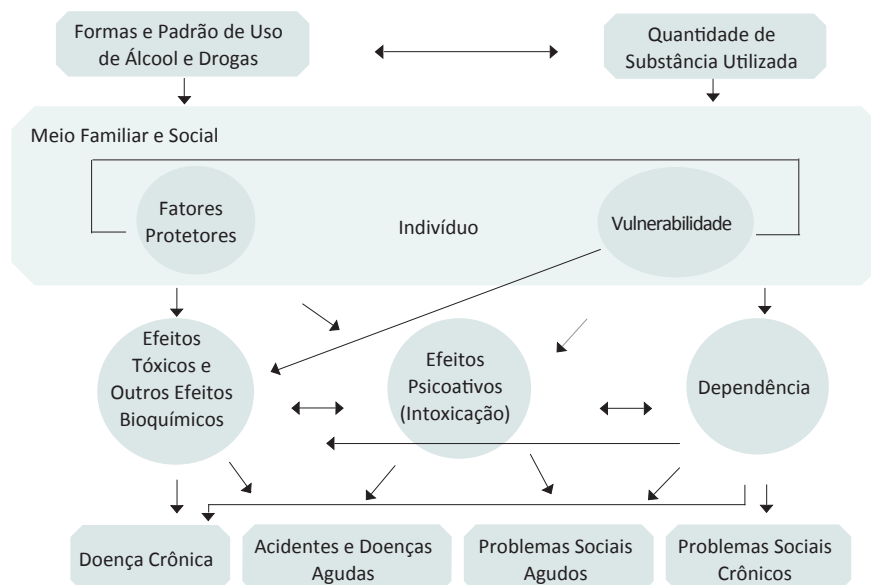 Formas e Padrão de Uso
de Álcool e Drogas
Quantidade de
Substância Utilizada
Meio Familiar e Social
Fatores
Protetores
Indivíduo
Vulnerabilidade
Efeitos
Tóxicos e
Outros Efeitos
Bioquímicos
Efeitos
Psicoativos
(Intoxicação)
Dependência
Doença Crônica
Acidentes e Doenças
Agudas
Problemas Sociais
Agudos
Problemas Sociais
Crônicos